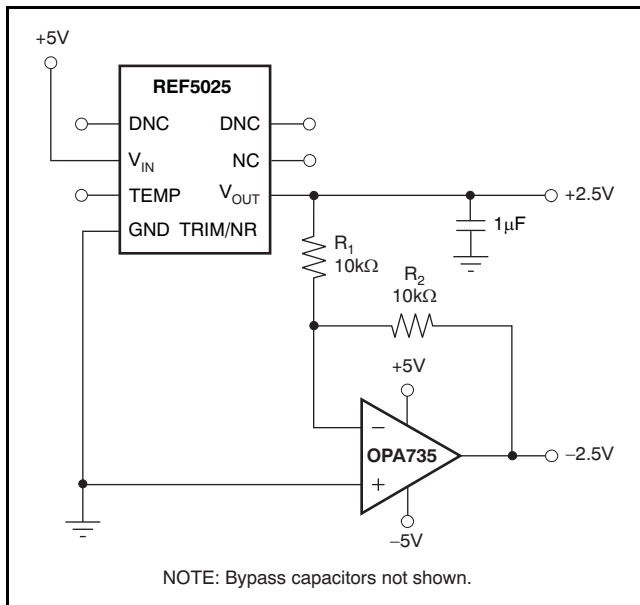 +5V
REF5025
DNC DNC
V_IN NC
TEMP V_OUT
GND TRIM/NR
+2.5V
1μF
R_1
10kΩ
R_2
10kΩ
+5V
−
OPA735
+
−2.5V
−5V
NOTE: Bypass capacitors not shown.